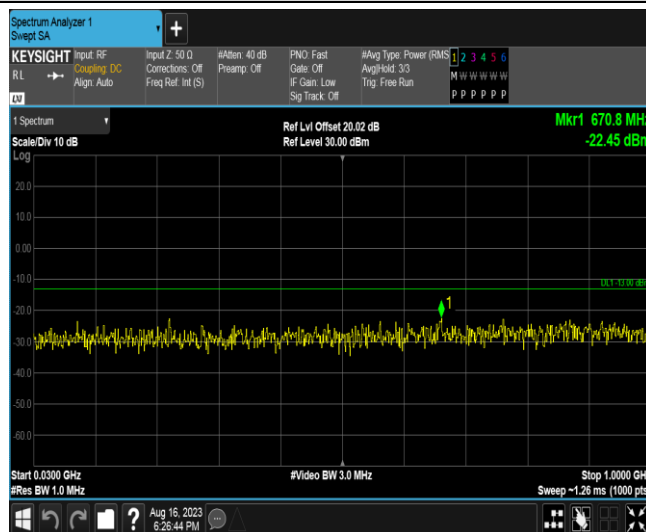 Spectrum Analyzer 1
Swept SA
+
KEYSIGHT
RL
LXI
Input: RF
Coupling: DC
Align: Auto
Input Z: 50 Ω
Corrections: Off
Freq Ref: Int (S)
#Atten: 40 dB
Preamp: Off
PNO: Fast
Gate: Off
IF Gain: Low
Sig Track: Off
#Avg Type: Power (RMS
Avg|Hold: 3/3
Trig: Free Run
1 2 3 4 5 6
M W W W W W
P P P P P P
1 Spectrum
Scale/Div 10 dB
Log
Ref Lvl Offset 20.02 dB
Ref Level 30.00 dBm
Mkr1 670.8 MHz
-22.45 dBm
20.0
10.0
0.00
-10.0
-20.0
-30.0
-40.0
-50.0
-60.0
DL1 -13.00 dBm
1
Start 0.0300 GHz
#Res BW 1.0 MHz
#Video BW 3.0 MHz
Stop 1.0000 GH
Sweep ~1.26 ms (1000 pts
?
Aug 16, 2023
6:26:44 PM